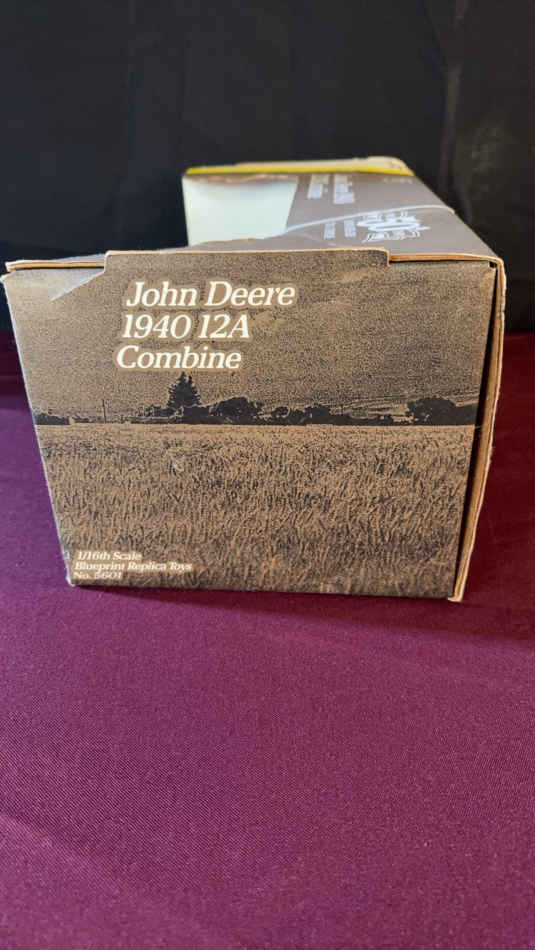 John Deere
1940 12A
Combine
1/16th Scale
Blueprint Replica Toys
No. 5601